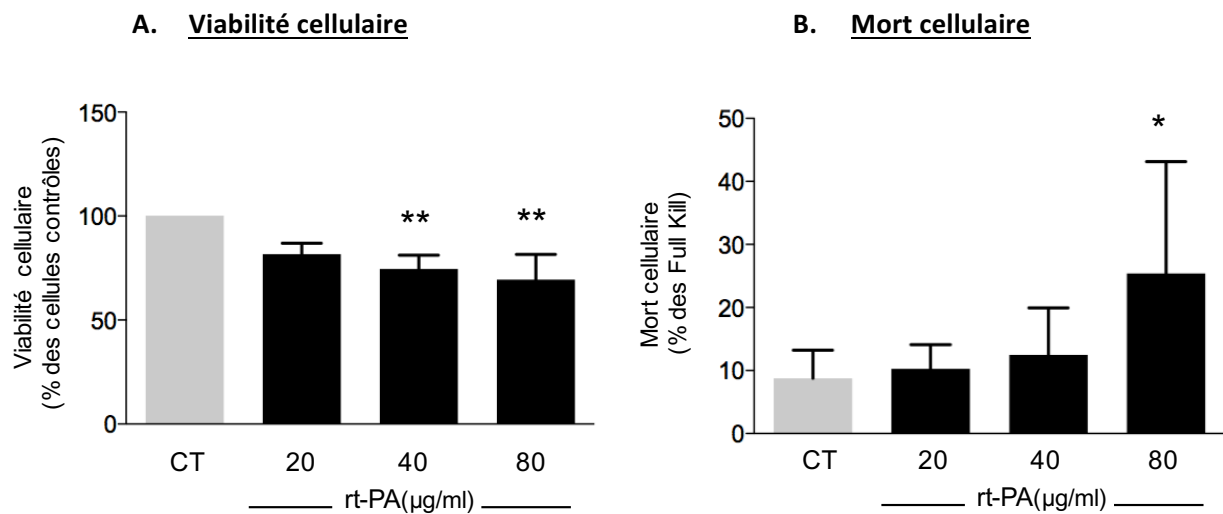 A. Viabilité cellulaire
150
100
50
0
Viabilité cellulaire
(% des cellules contrôles)
** **
CT 20 40 80
rt-PA(µg/ml)
B. Mort cellulaire
50
40
30
20
10
0
Mort cellulaire
(% des Full Kill)
*
CT 20 40 80
rt-PA(µg/ml)